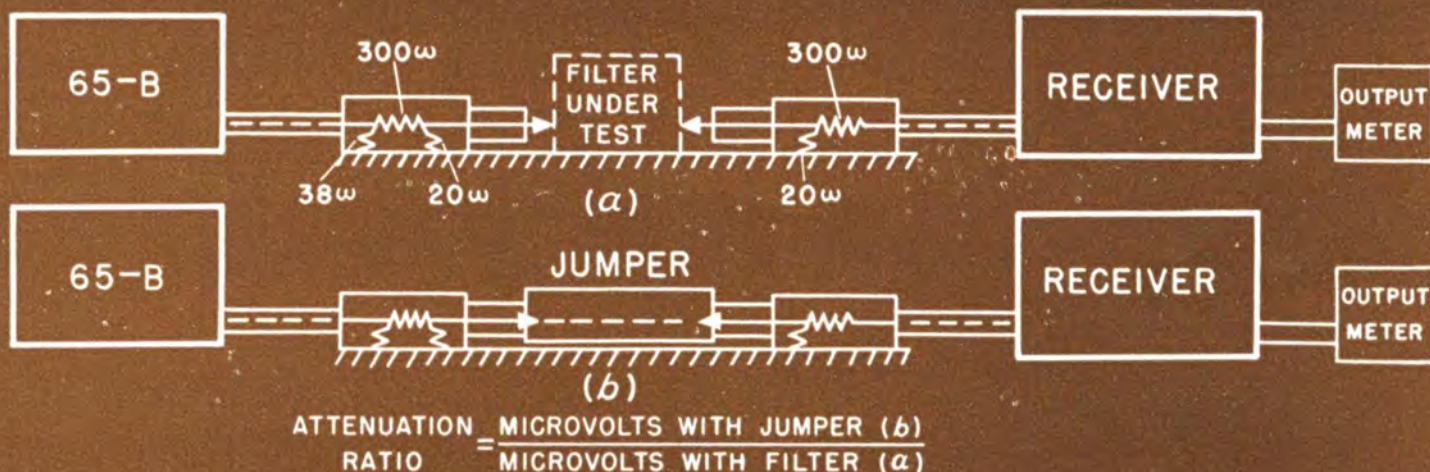 65-B
300ω
FILTER
UNDER
TEST
300ω
RECEIVER
OUTPUT
METER
38ω
20ω
(a)
20ω
65-B
JUMPER
RECEIVER
OUTPUT
METER
(b)
ATTENUATION RATIO = MICROVOLTS WITH JUMPER (b)
MICROVOLTS WITH FILTER (a)